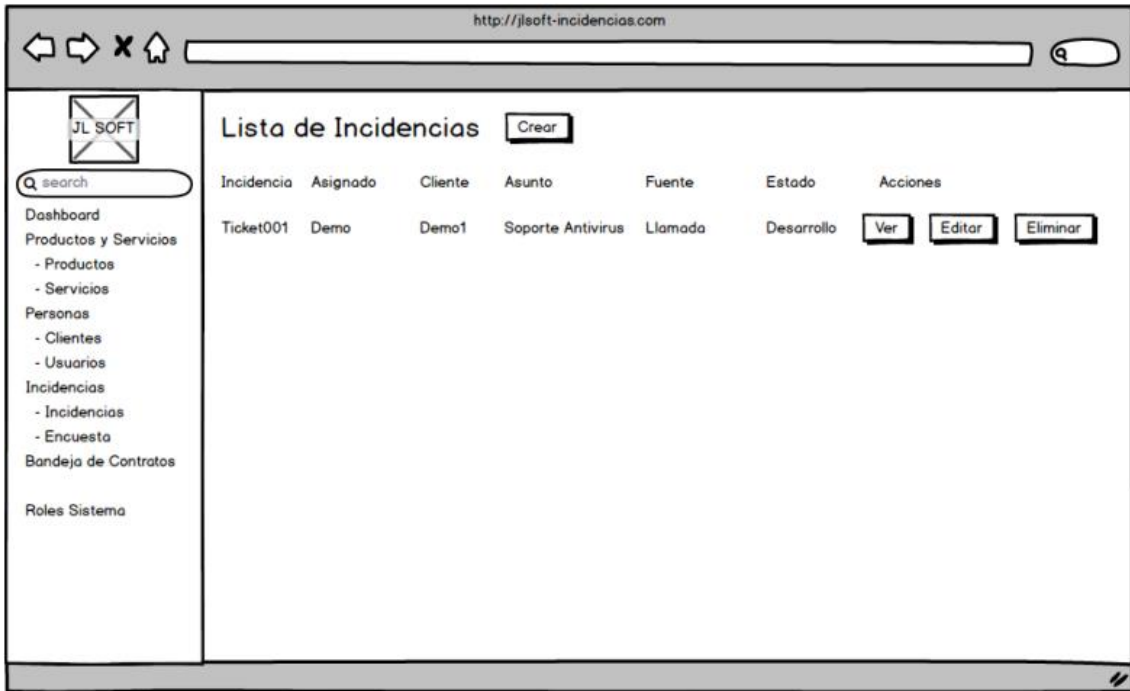 http://jlsoft-incidencias.com
JL SOFT
search
Dashboard
Productos y Servicios
- Productos
- Servicios
Personas
- Clientes
- Usuarios
Incidencias
- Incidencias
- Encuesta
Bandeja de Contratos
Roles Sistema
Lista de Incidencias Crear
Incidencia Asignado Cliente Asunto Fuente Estado Acciones
Ticket001 Demo Demo1 Soporte Antivirus Llamada Desarrollo Ver Editar Eliminar